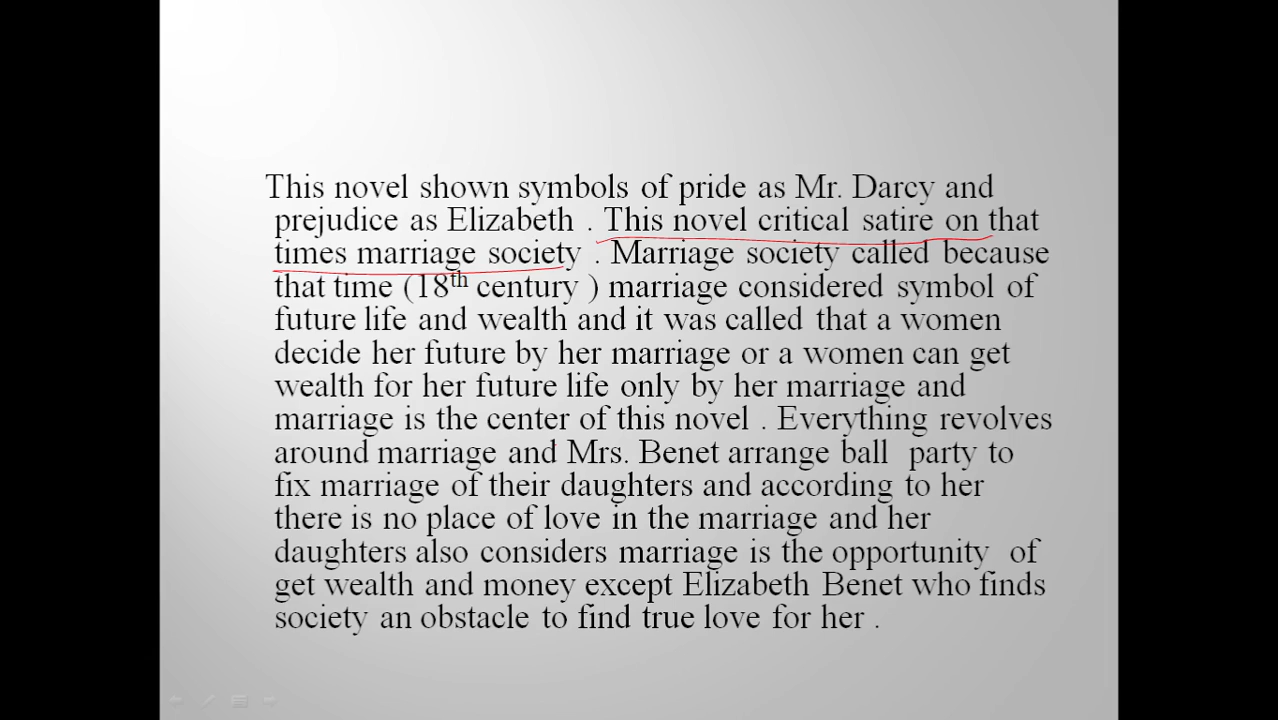 This novel shown symbols of pride as Mr. Darcy and
prejudice as Elizabeth . This novel critical satire on that
times marriage society . Marriage society called because
that time (18th century ) marriage considered symbol of
future life and wealth and it was called that a women
decide her future by her marriage or a women can get
wealth for her future life only by her marriage and
marriage is the center of this novel . Everything revolves
around marriage and Mrs. Benet arrange ball party to
fix marriage of their daughters and according to her
there is no place of love in the marriage and her
daughters also considers marriage is the opportunity of
get wealth and money except Elizabeth Benet who finds
society an obstacle to find true love for her .